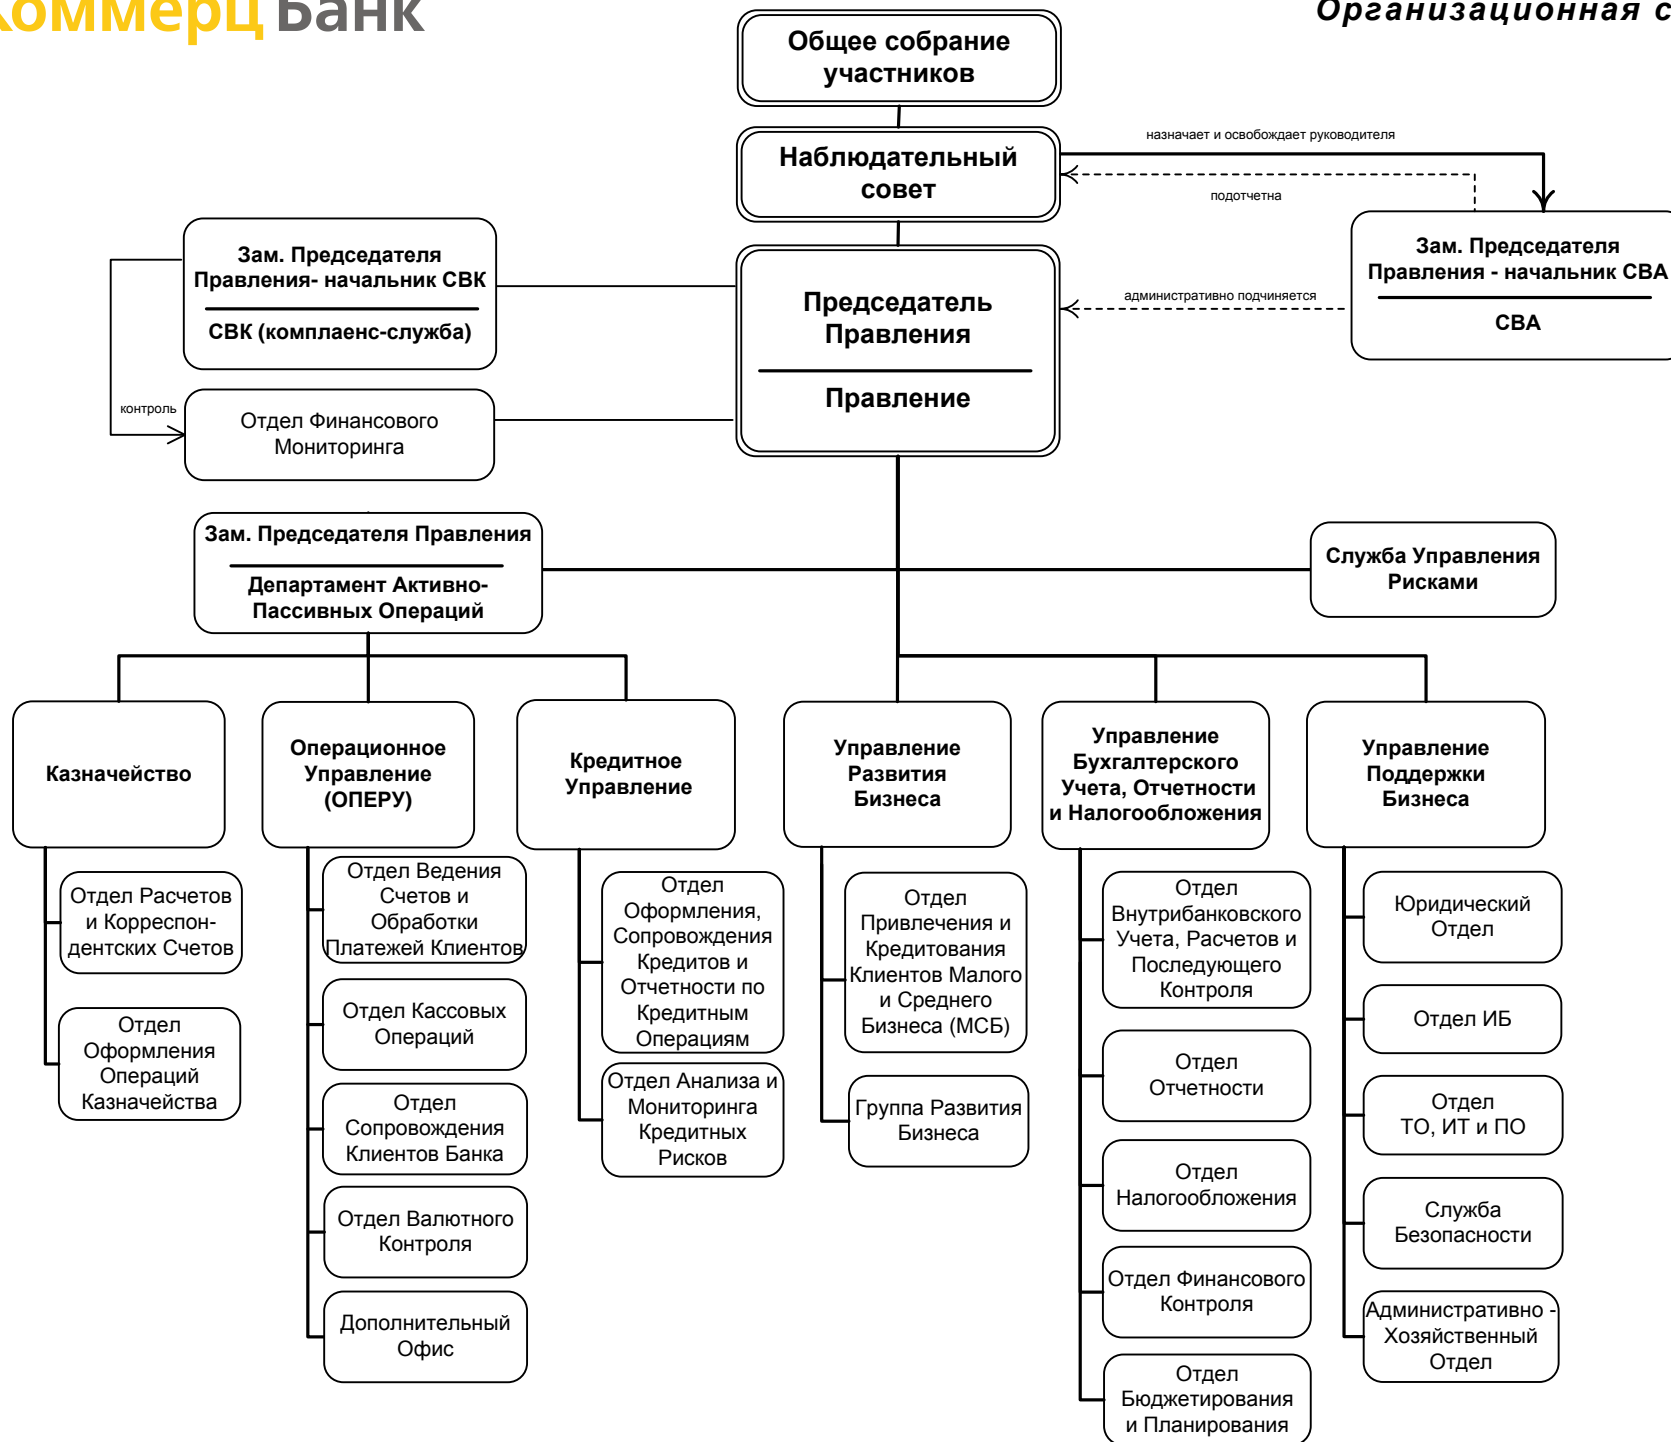 Коммерц Банк
Организационная с
Общее собрание
участников
Наблюдательный
совет
назначает и освобождает руководителя
подотчетна
Зам. Председателя
Правления- начальник СВК
СВК (комплаенс-служба)
Председатель
Правления
Правление
административно подчиняется
Зам. Председателя
Правления - начальник СВА
СВА
контроль
Отдел Финансового
Мониторинга
Зам. Председателя Правления
Департамент Активно-
Пассивных Операций
Служба Управления
Рисками
Казначейство
Операционное
Управление
(ОПЕРУ)
Кредитное
Управление
Управление
Развития
Бизнеса
Управление
Бухгалтерского
Учета, Отчетности
и Налогообложения
Управление
Поддержки
Бизнеса
Отдел Расчетов
и Корреспон-
дентских Счетов
Отдел
Оформления
Операций
Казначейства
Отдел Ведения
Счетов и
Обработки
Платежей Клиентов
Отдел Кассовых
Операций
Отдел
Сопровождения
Клиентов Банка
Отдел Валютного
Контроля
Дополнительный
Офис
Отдел
Оформления,
Сопровождения
Кредитов и
Отчетности по
Кредитным
Операциям
Отдел Анализа и
Мониторинга
Кредитных
Рисков
Отдел
Привлечения и
Кредитования
Клиентов Малого
и Среднего
Бизнеса (МСБ)
Группа Развития
Бизнеса
Отдел
Внутрибанковского
Учета, Расчетов и
Последующего
Контроля
Отдел
Отчетности
Отдел
Налогообложения
Отдел Финансового
Контроля
Отдел
Бюджетирования
и Планирования
Юридический
Отдел
Отдел ИБ
Отдел
ТО, ИТ и ПО
Служба
Безопасности
Административно -
Хозяйственный
Отдел